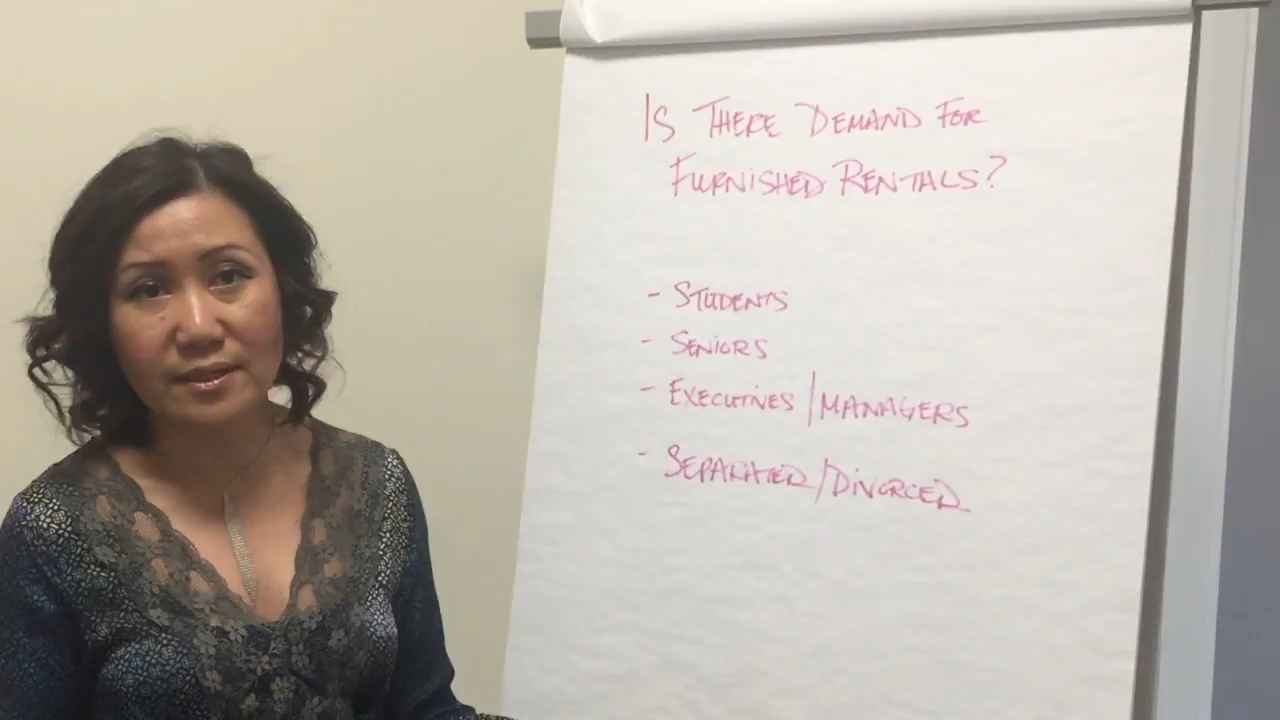 IS THERE DEMAND FOR
FURNISHED RENTALS?
- STUDENTS
- SENIORS
- EXECUTIVES/MANAGERS
- SEPARATED/DIVORCED